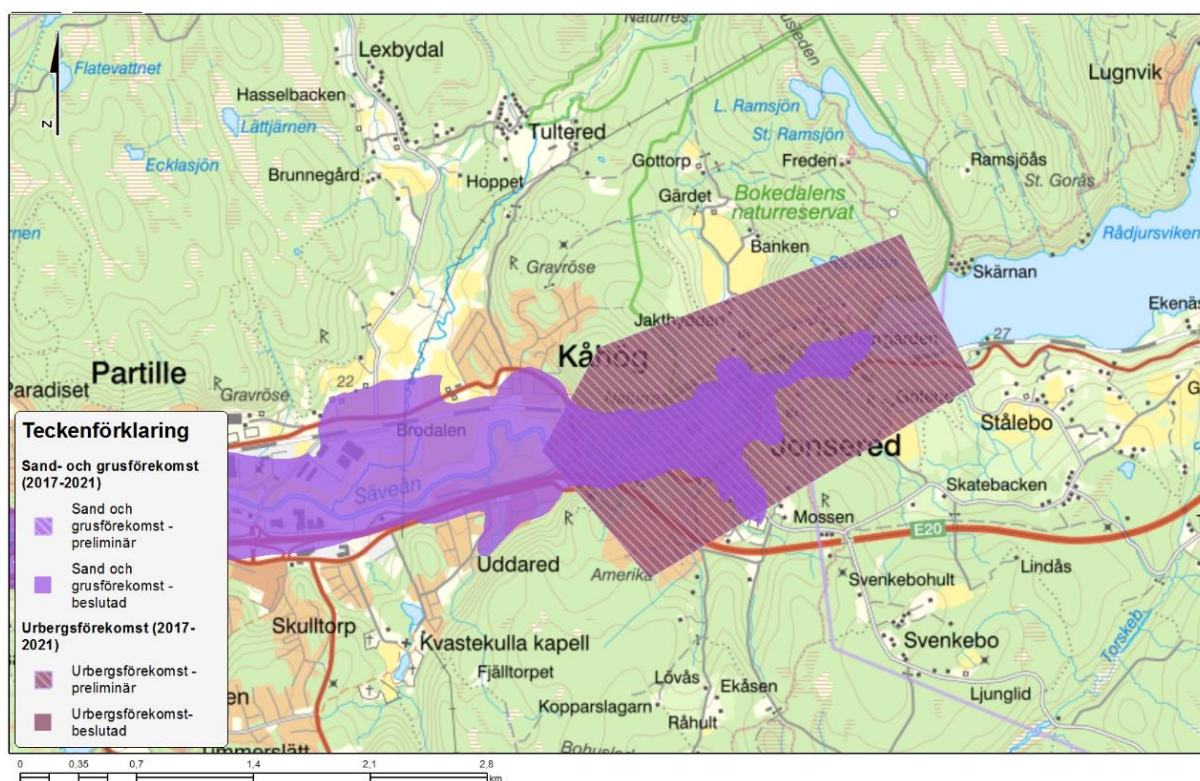 Naturres.
Lexbydal
Flatevattnet
Lugnvik
Hasselbacken
L. Ramsjön
Lättjärnen
Tultered
St. Ramsjön
N
Ecklasjön
Gottorp
Freden
Ramsjöås
Brunnegård
Hoppet
St. Gorås
Gärdet
Bokedalens
naturreservat
Rådjursviken
Banken
R Gravröse
Skärnan
Ekenäs
Jakthyddan
27
Kåhög
Partille
22
Paradiset
R
Gravröse
Stålebo
Brodalen
Jonsered
Säveån
Skatebacken
Mossen
E20
Uddared
Amerika
Lindås
Svenkebohult
Torskeb.
Skulltorp
Kvastekulla kapell
Svenkebo
Fjälltorpet
Lövås
Ekåsen
Ljunglid
Kopparslagarn
Råhult
Teckenförklaring
Sand- och grusförekomst
(2017-2021)
Sand och
grusförekomst -
preliminär
Sand och
grusförekomst -
beslutad
Urbergsförekomst (2017-
2021)
Urbergsförekomst -
preliminär
Urbergsförekomst-
beslutad
0 0,35 0,7 1,4 2,1 2,8
km